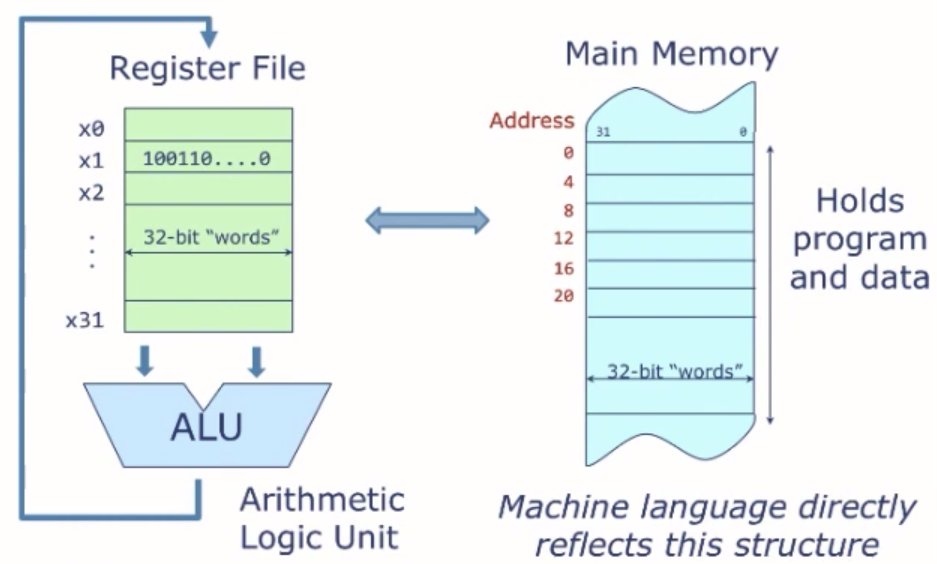 Register File
x0
x1
100110....0
x2
32-bit “words”
x31
ALU
Arithmetic
Logic Unit
Main Memory
Address
31 0
0
4
8
12
16
20
32-bit “words”
Holds
program
and data
Machine language directly
reflects this structure